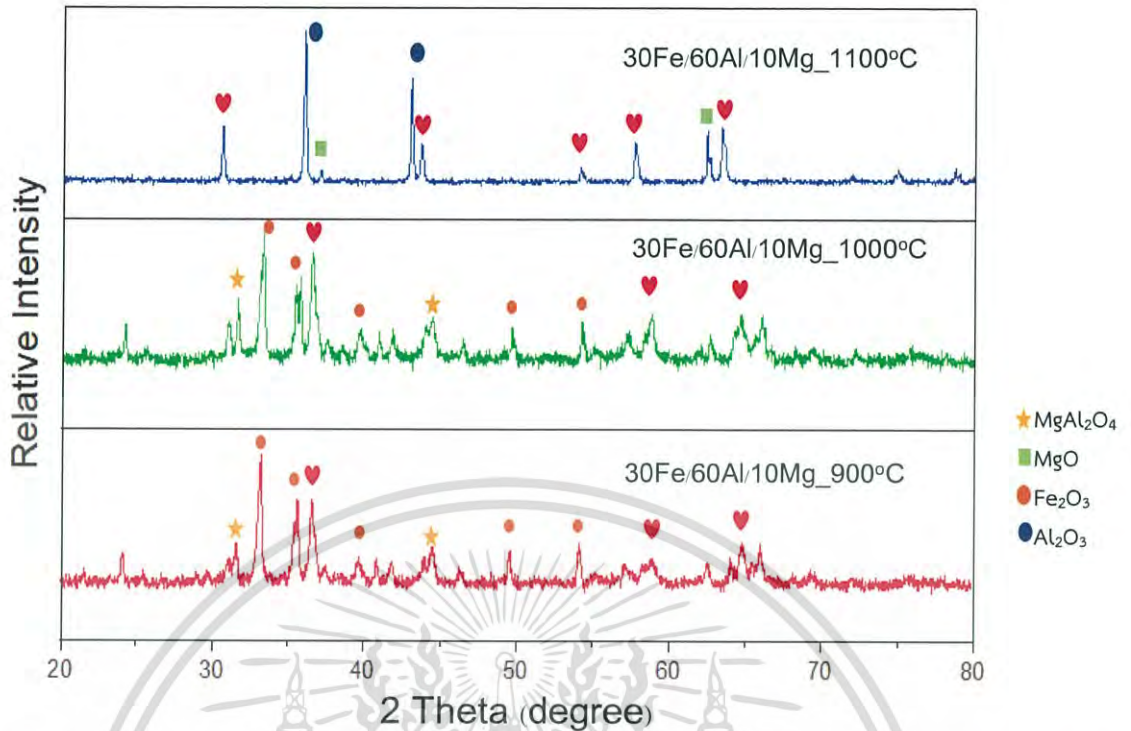 30Fe/60Al/10Mg_1100°C
30Fe/60Al/10Mg_1000°C
30Fe/60Al/10Mg_900°C
Relative Intensity
MgAl₂O₄
MgO
Fe₂O₃
Al₂O₃
20 30 40 50 60 70 80
2 Theta (degree)